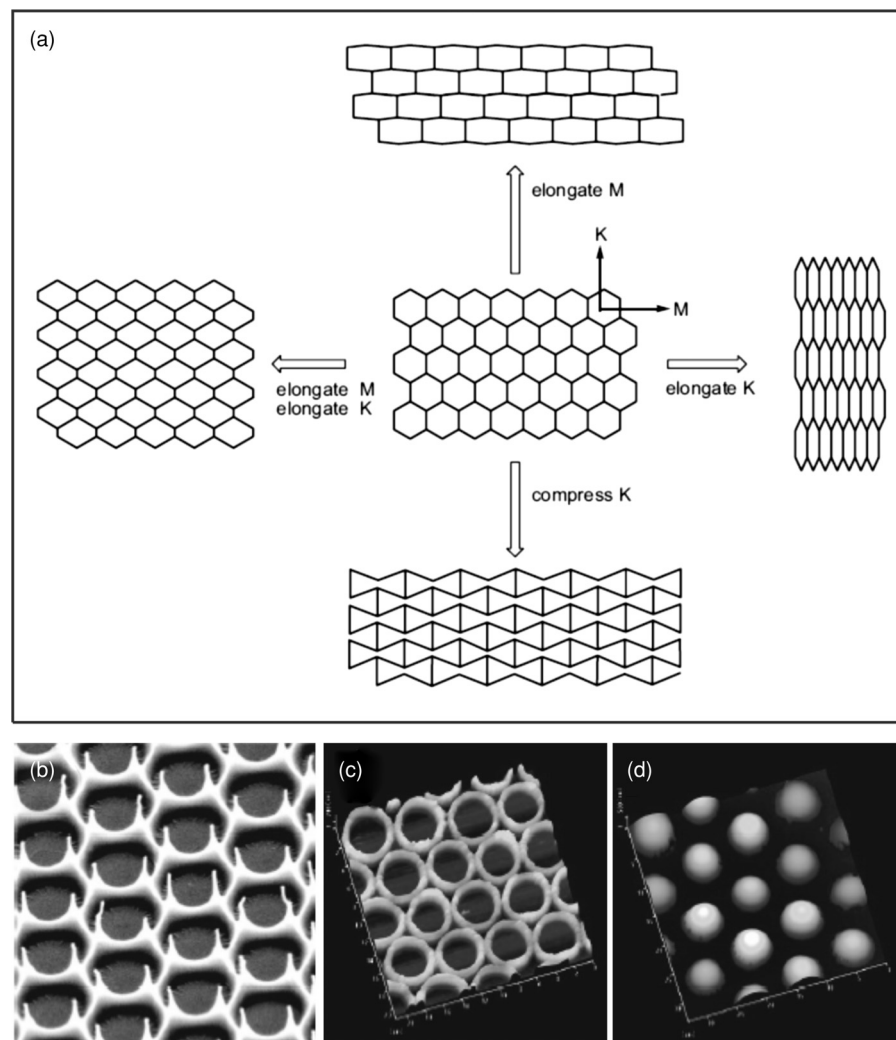 (a)
elongate M
K
M
elongate M
elongate K
elongate K
compress K
(b)
(c)
(d)